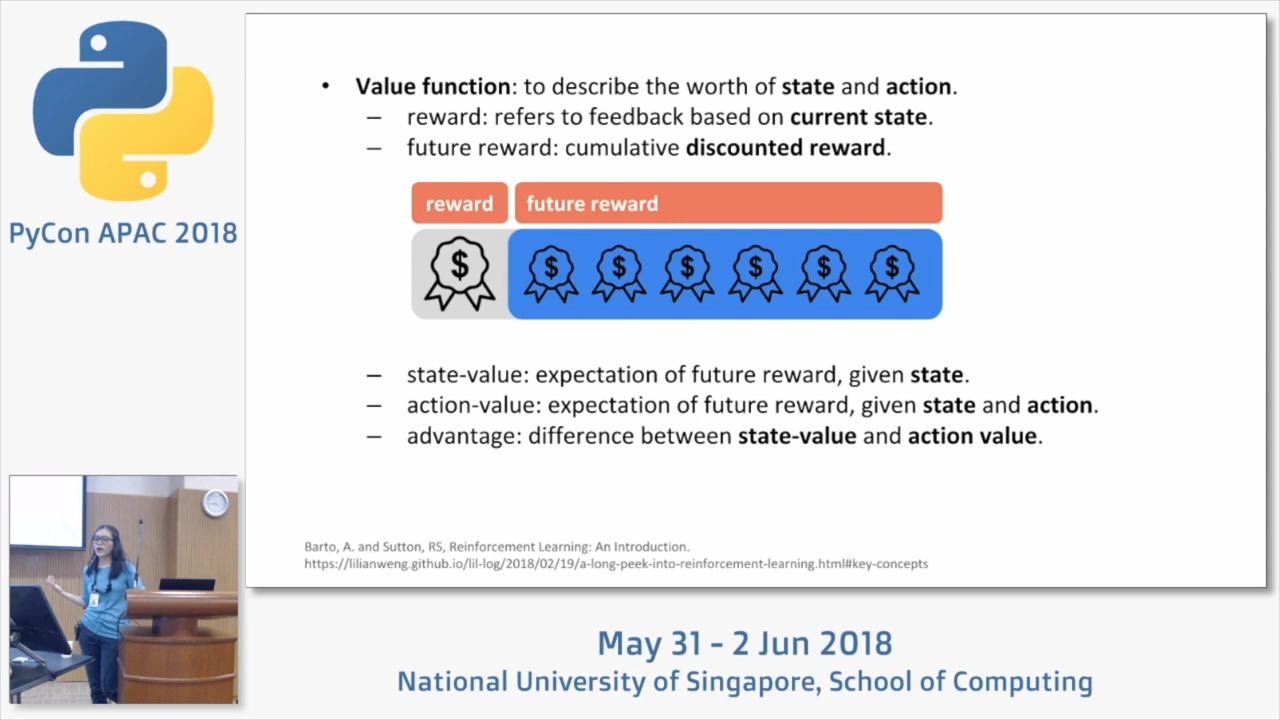 PyCon APAC 2018
• Value function: to describe the worth of state and action.
– reward: refers to feedback based on current state.
– future reward: cumulative discounted reward.
reward
future reward
$ $ $ $ $ $ $
– state-value: expectation of future reward, given state.
– action-value: expectation of future reward, given state and action.
– advantage: difference between state-value and action value.
Barto, A. and Sutton, RS, Reinforcement Learning: An Introduction.
https://lilianweng.github.io/lil-log/2018/02/19/a-long-peek-into-reinforcement-learning.html#key-concepts
May 31 - 2 Jun 2018
National University of Singapore, School of Computing